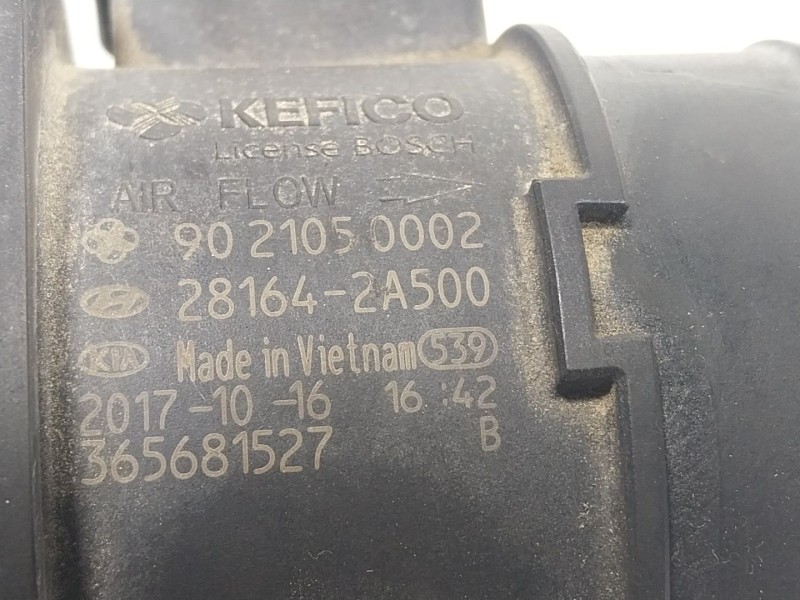 KEFICO
License BOSCH
AIR FLOW
90 2105 0002
28164-2A500
KIA Made in Vietnam 539
2017-10-16 16:42
365681527 B